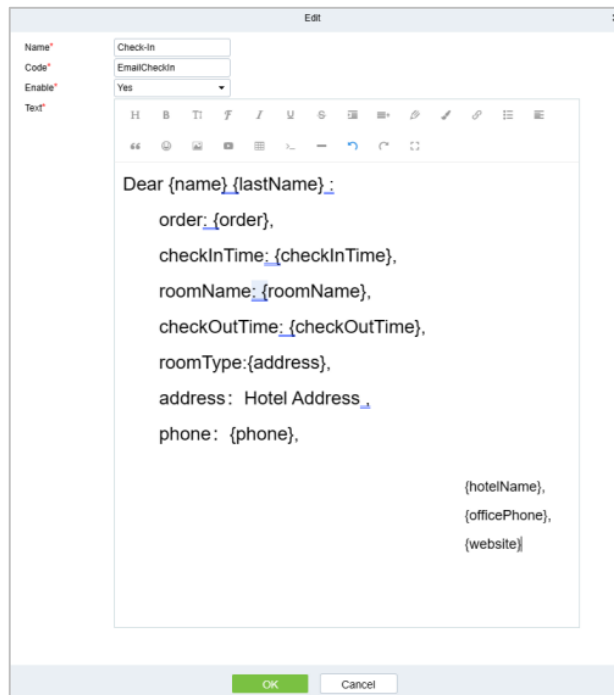 Edit
Name* Check-In
Code* EmailCheckIn
Enable* Yes
Text*
Dear {name} {lastName} :
order: {order},
checkInTime: {checkInTime},
roomName: {roomName},
checkOutTime: {checkOutTime},
roomType:{address},
address： Hotel Address ,
phone：{phone},
{hotelName},
{officePhone},
{website}
OK Cancel